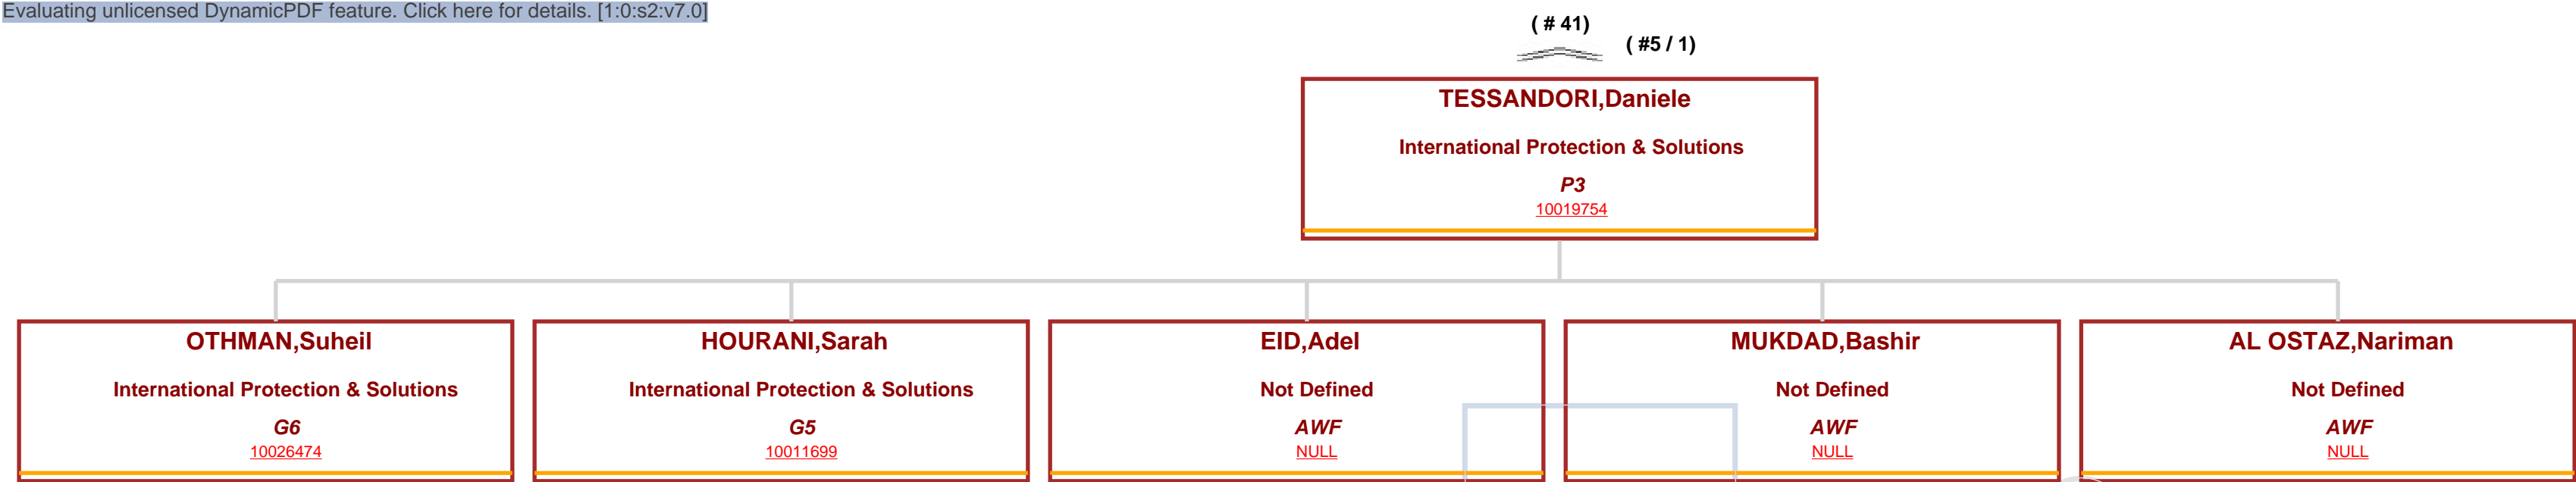 Evaluating unlicensed DynamicPDF feature. Click here for details. [1:0:s2:v7.0]
( # 41)
( #5 / 1)
TESSANDORI,Daniele
International Protection & Solutions
P3
10019754
OTHMAN,Suheil
International Protection & Solutions
G6
10026474
HOURANI,Sarah
International Protection & Solutions
G5
10011699
EID,Adel
Not Defined
AWF
NULL
MUKDAD,Bashir
Not Defined
AWF
NULL
AL OSTAZ,Nariman
Not Defined
AWF
NULL